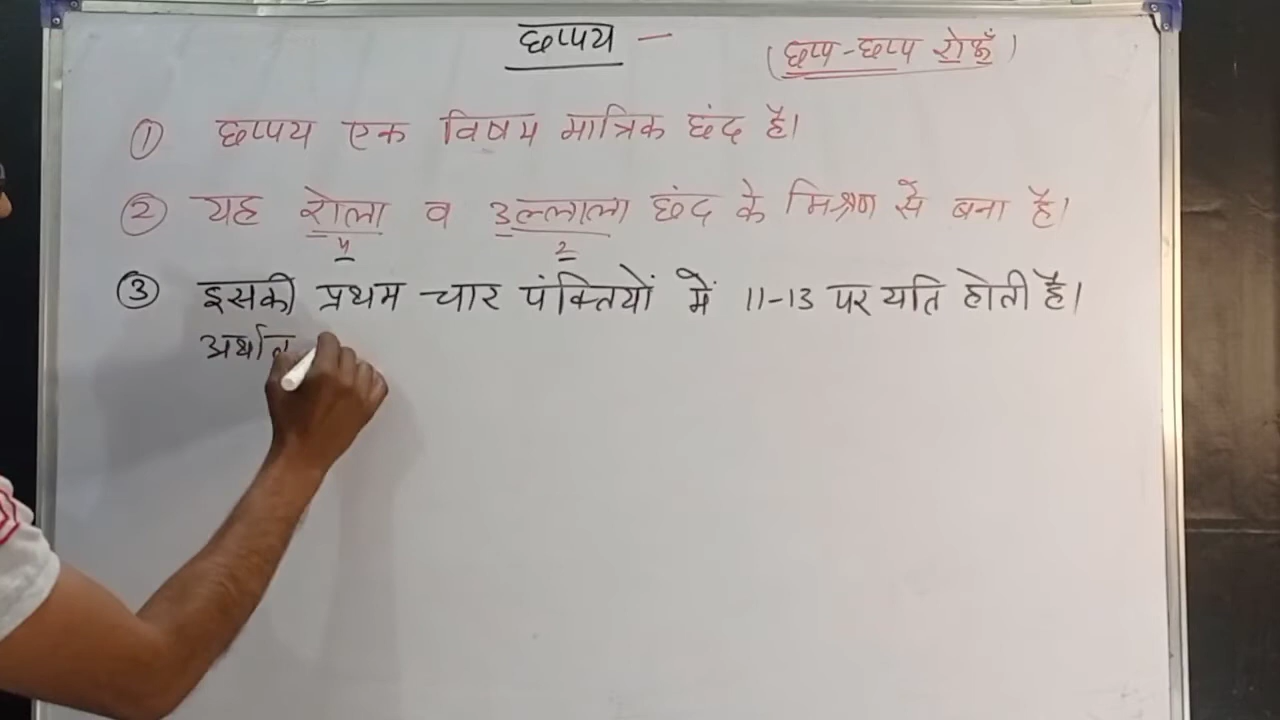 छप्पय —
(छप्प-छप्प रोकूँ)
① छप्पय एक विषम मात्रिक छंद है।
② यह रोला व उल्लाला छंद के मिश्रण से बना है।
4 2
③ इसकी प्रथम चार पंक्तियों में 11-13 पर यति होती है।
अर्थात